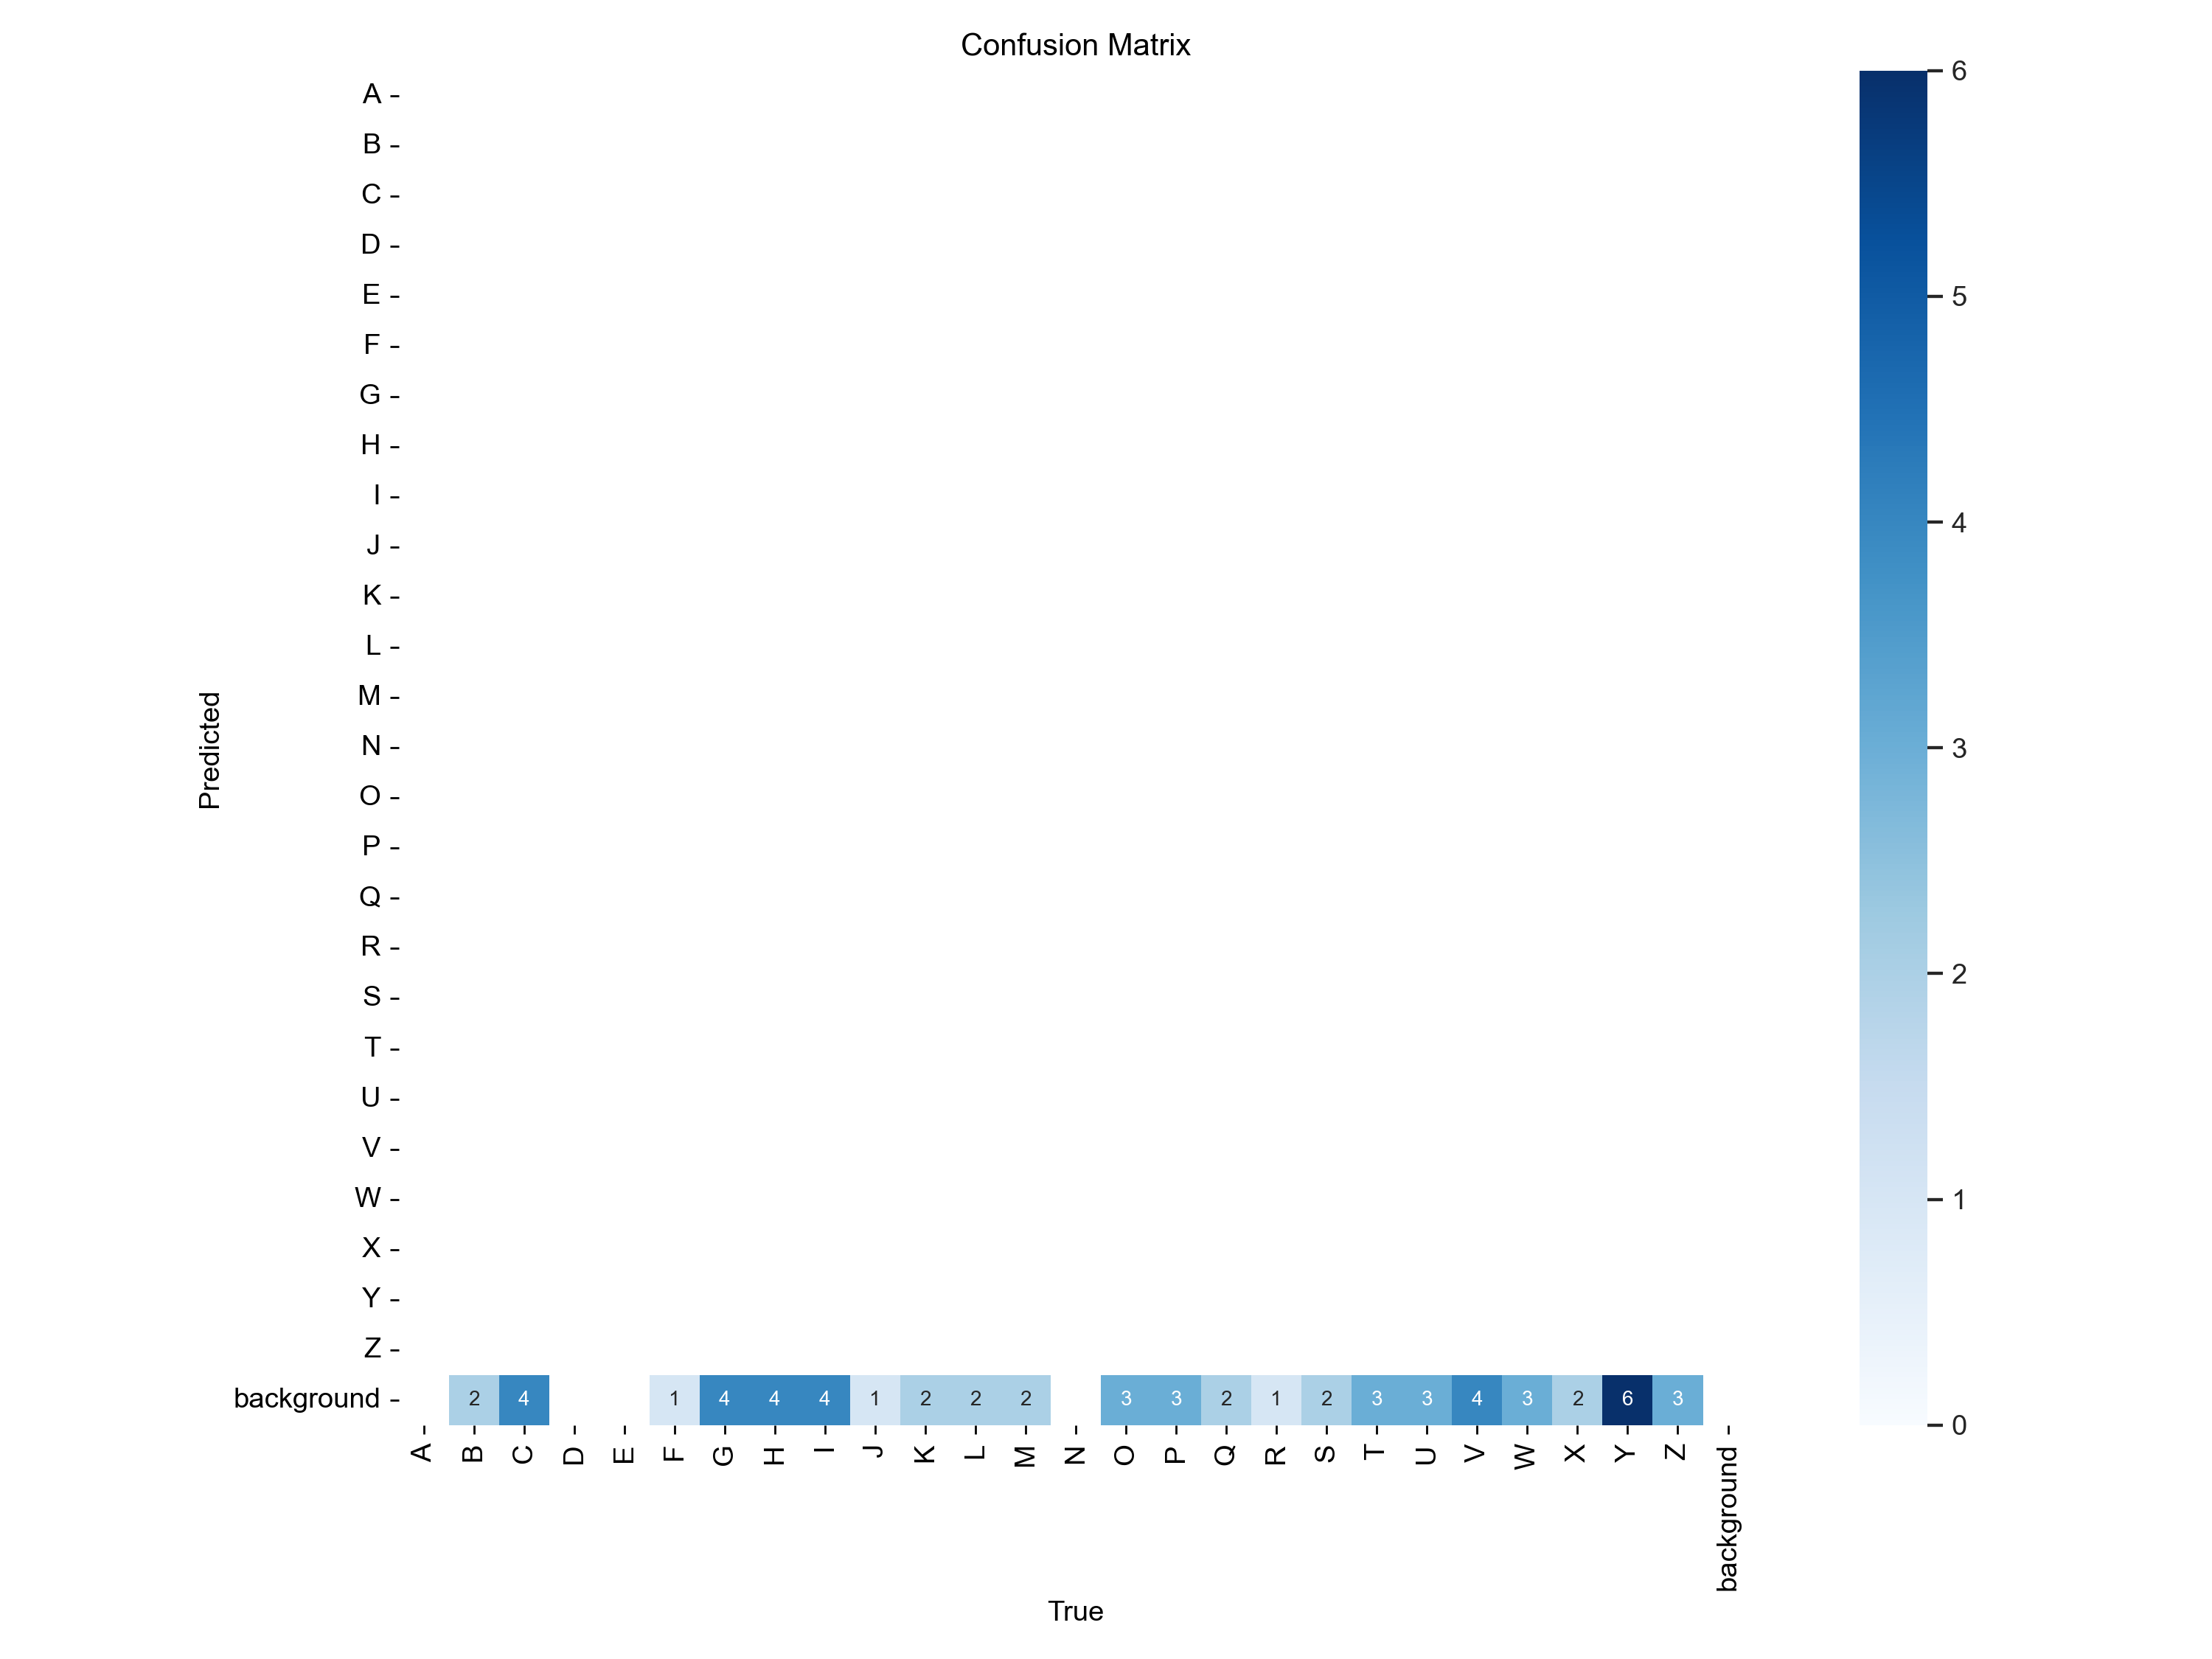 Confusion Matrix
A
B
C
D
E
F
G
H
I
J
K
L
M
N
O
P
Q
R
S
T
U
V
W
X
Y
Z
background
Predicted
2 4 1 4 4 4 1 2 2 2 3 3 2 1 2 3 3 4 3 2 6 3
A B C D E F G H I J K L M N O P Q R S T U V W X Y Z background
True
6
5
4
3
2
1
0